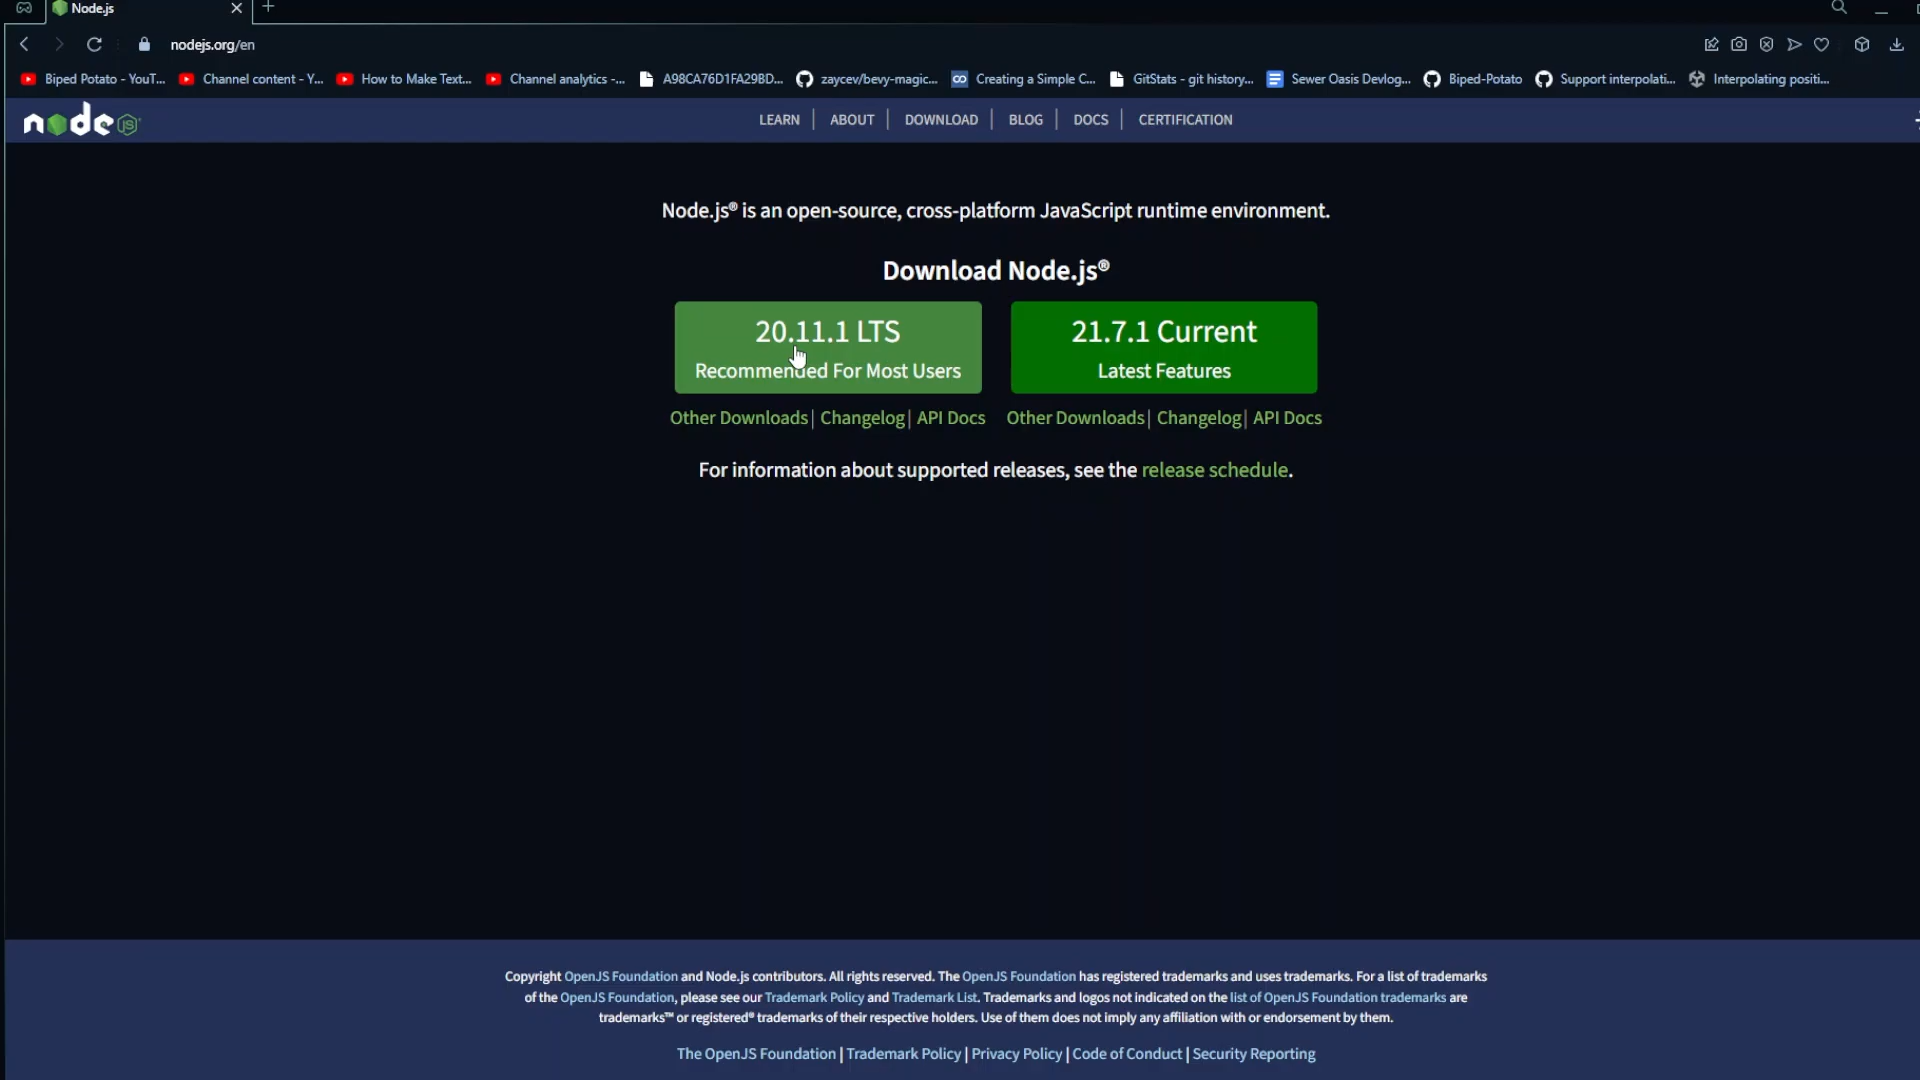 Node.js
nodejs.org/en
Biped Potato - YouT... Channel content - Y... How to Make Text... Channel analytics -... A98CA76D1FA29BD... zaycev/bevy-magic... Creating a Simple C... GitStats - git history... Sewer Oasis Devlog... Biped-Potato Support interpolati... Interpolating positi...
node JS
LEARN | ABOUT | DOWNLOAD | BLOG | DOCS | CERTIFICATION
Node.js® is an open-source, cross-platform JavaScript runtime environment.
Download Node.js®
20.11.1 LTS
Recommended For Most Users
21.7.1 Current
Latest Features
Other Downloads | Changelog | API Docs
Other Downloads | Changelog | API Docs
For information about supported releases, see the release schedule.
Copyright OpenJS Foundation and Node.js contributors. All rights reserved. The OpenJS Foundation has registered trademarks and uses trademarks. For a list of trademarks
of the OpenJS Foundation, please see our Trademark Policy and Trademark List. Trademarks and logos not indicated on the list of OpenJS Foundation trademarks are
trademarks™ or registered® trademarks of their respective holders. Use of them does not imply any affiliation with or endorsement by them.
The OpenJS Foundation | Trademark Policy | Privacy Policy | Code of Conduct | Security Reporting